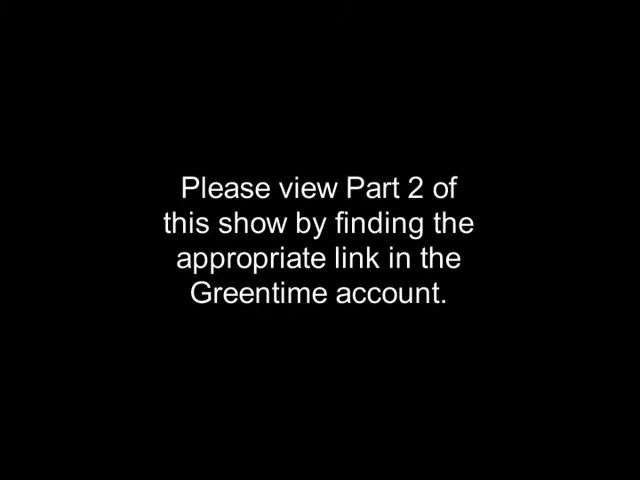 Please view Part 2 of
this show by finding the
appropriate link in the
Greentime account.